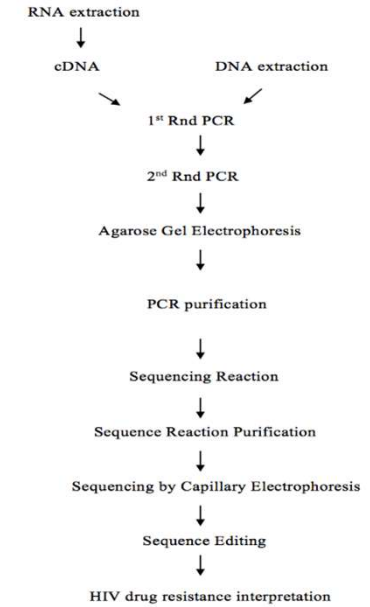 RNA extraction
cDNA
DNA extraction
1st Rnd PCR
2nd Rnd PCR
Agarose Gel Electrophoresis
PCR purification
Sequencing Reaction
Sequence Reaction Purification
Sequencing by Capillary Electrophoresis
Sequence Editing
HIV drug resistance interpretation